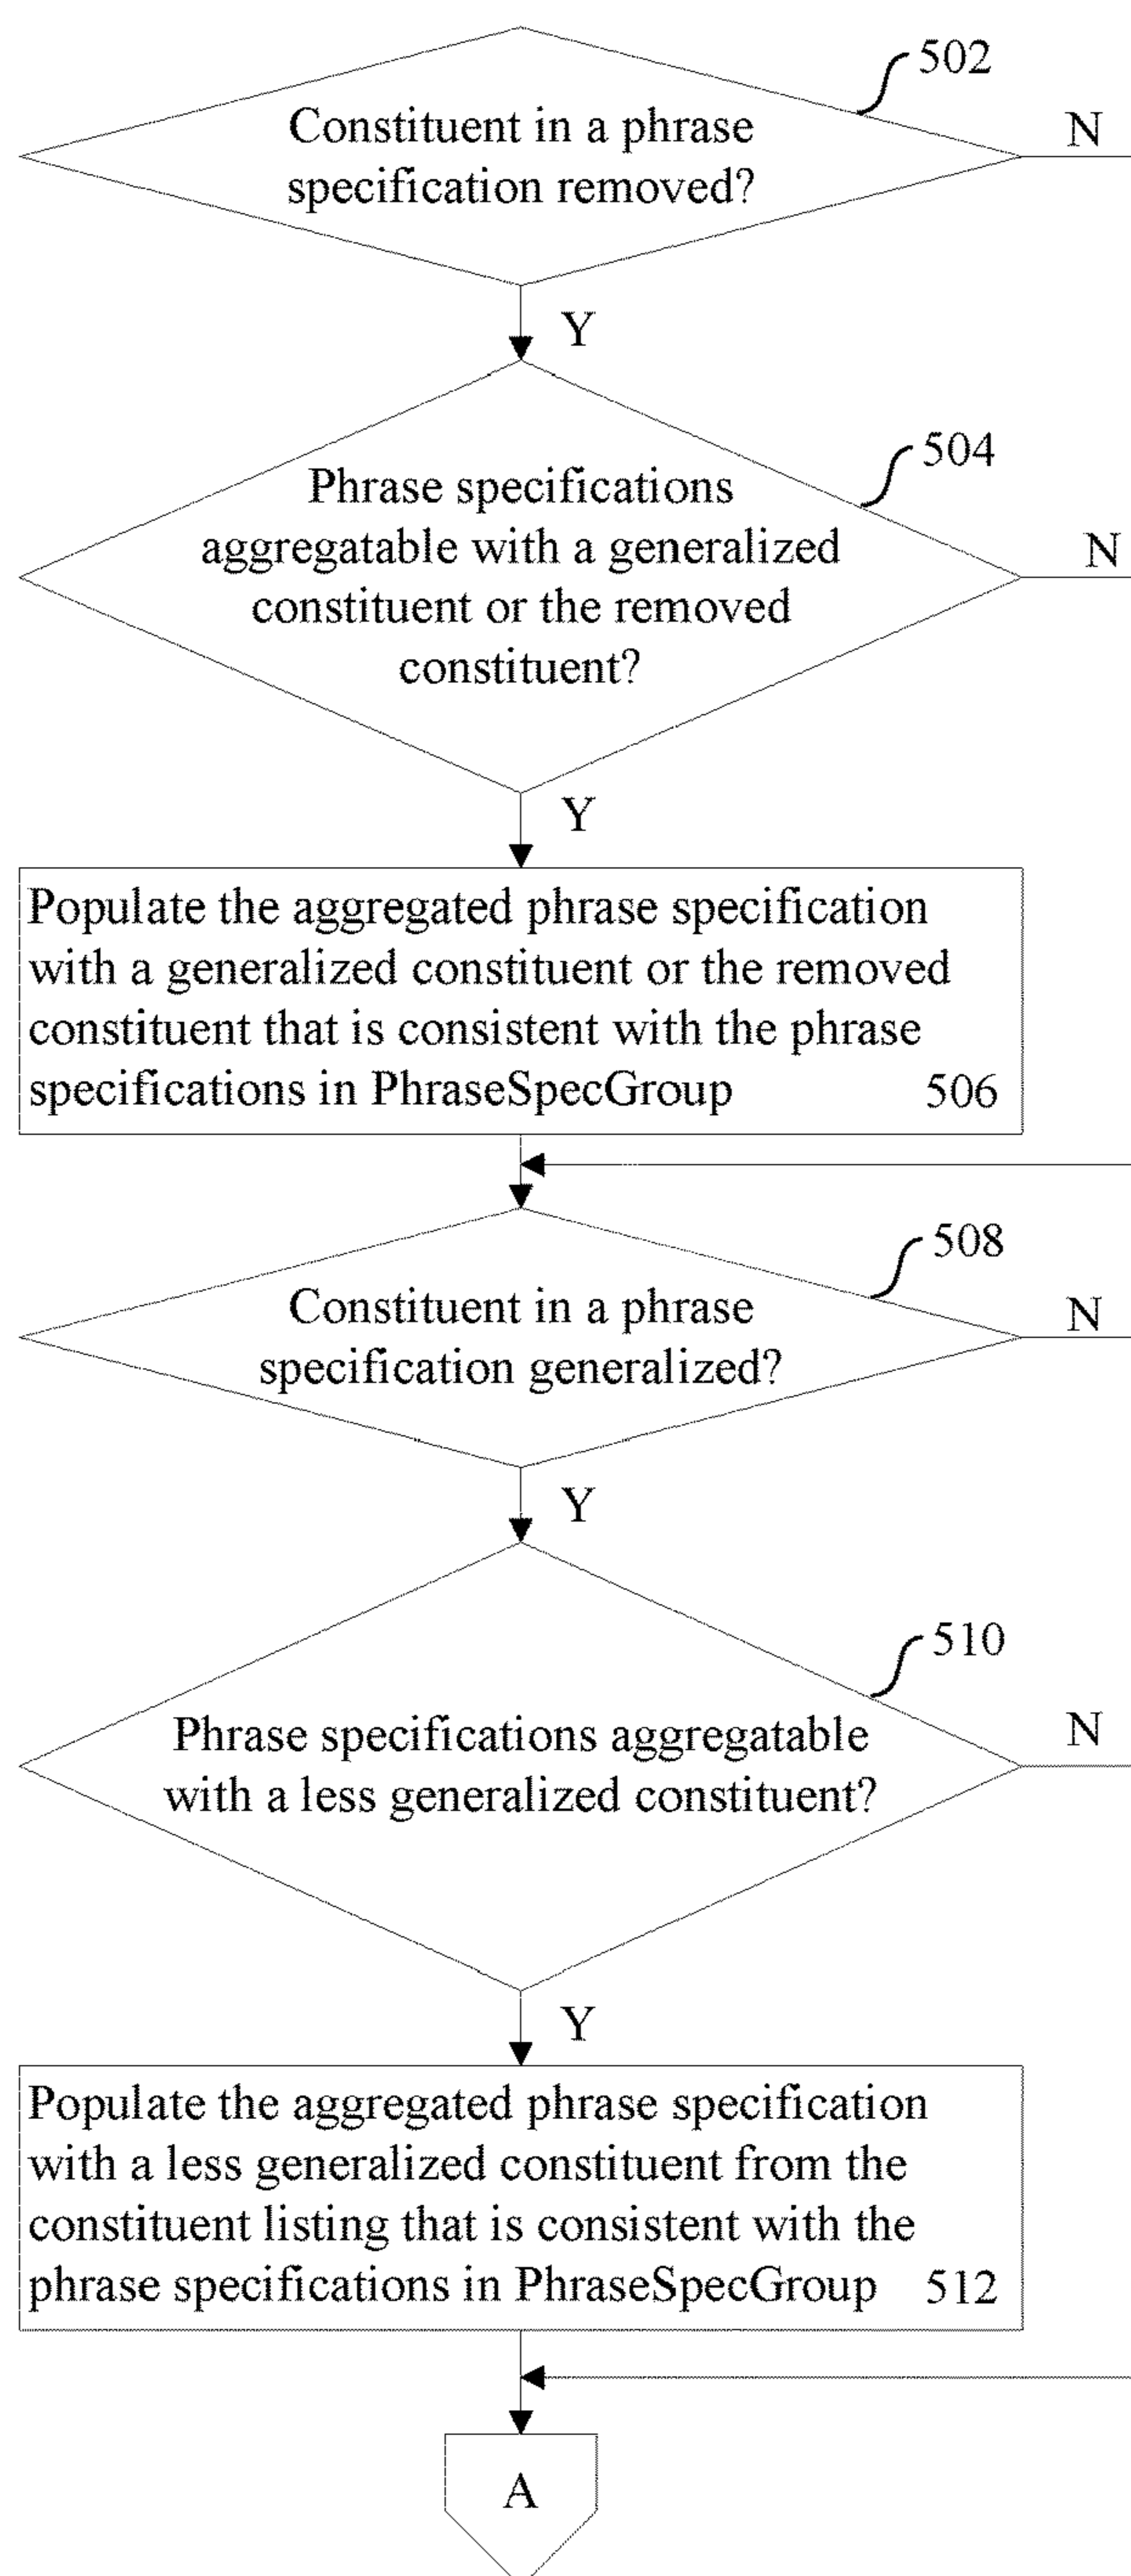 502
Constituent in a phrase
specification removed?
N
Y
504
Phrase specifications
aggregatable with a generalized
constituent or the removed
constituent?
N
Y
Populate the aggregated phrase specification
with a generalized constituent or the removed
constituent that is consistent with the phrase
specifications in PhraseSpecGroup 506
508
Constituent in a phrase
specification generalized?
N
Y
510
Phrase specifications aggregatable
with a less generalized constituent?
N
Y
Populate the aggregated phrase specification
with a less generalized constituent from the
constituent listing that is consistent with the
phrase specifications in PhraseSpecGroup 512
A